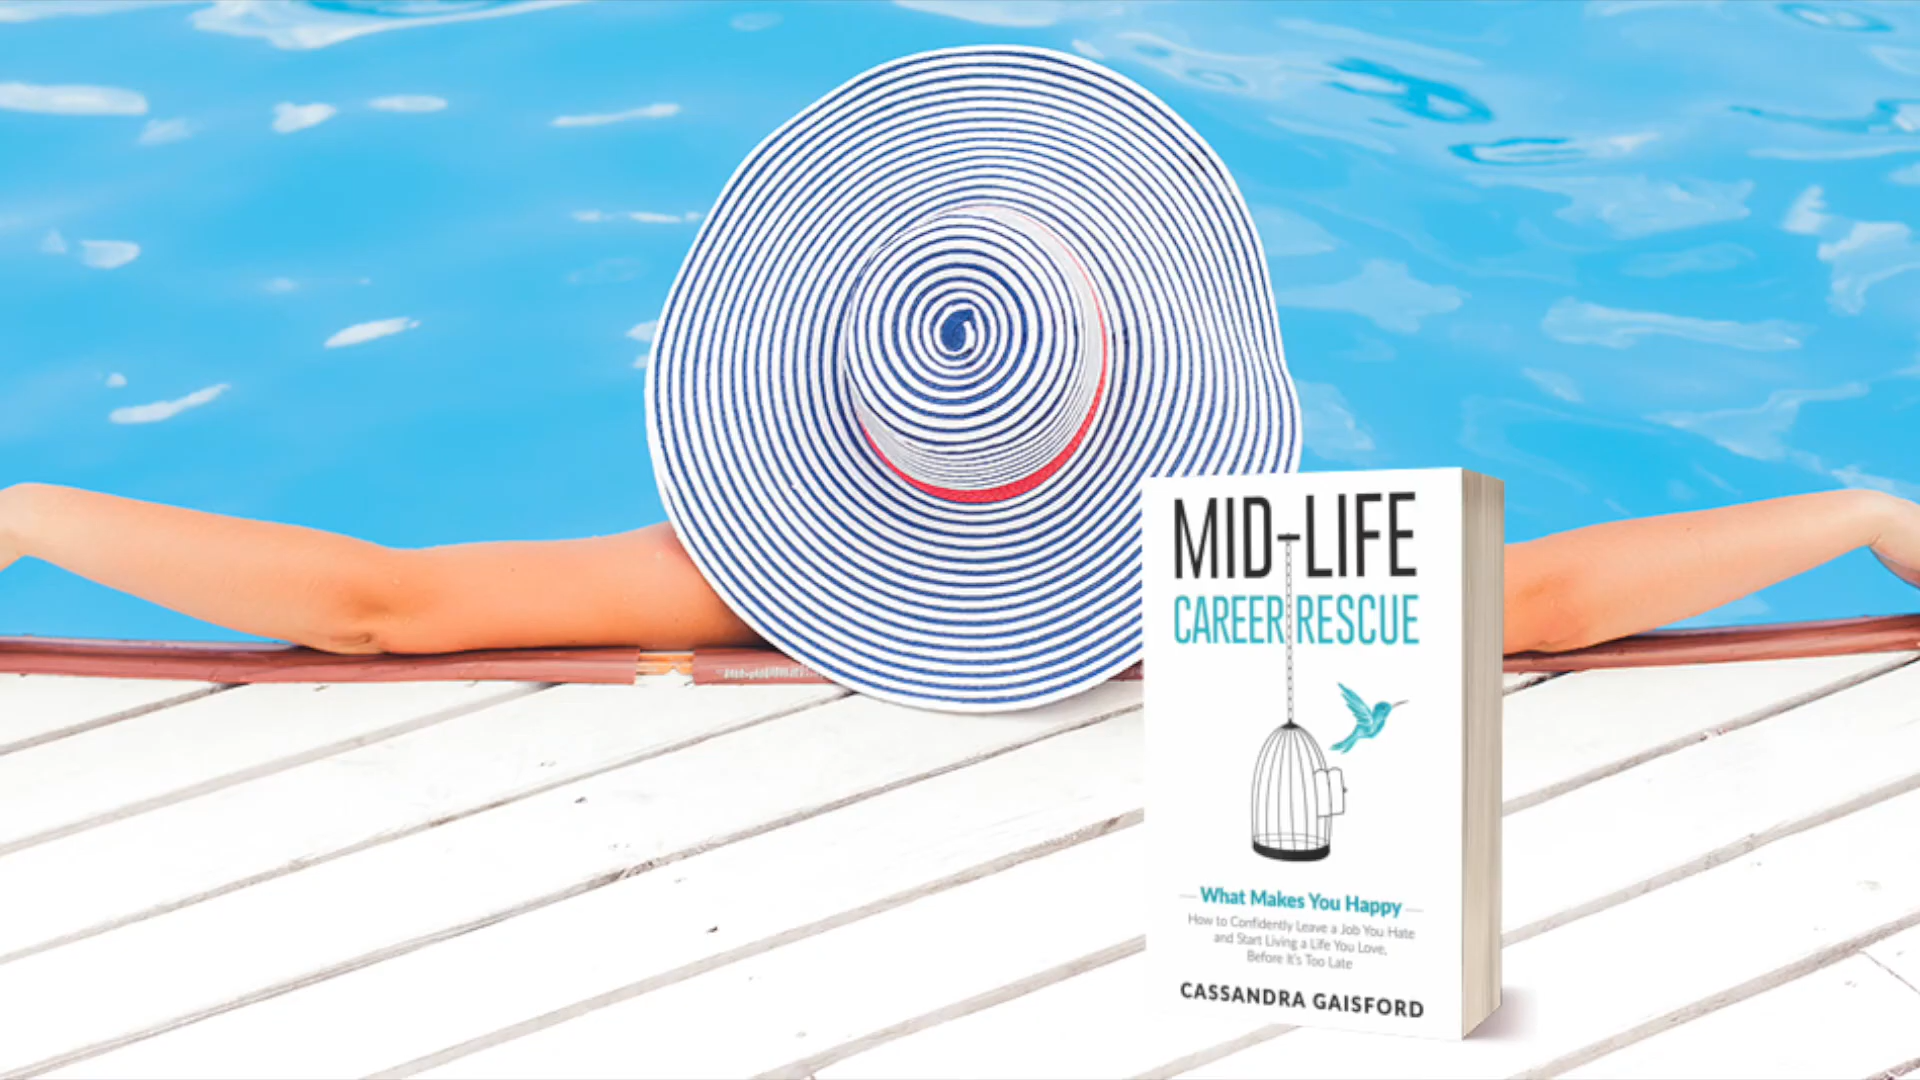 MID-LIFE
CAREER RESCUE
What Makes You Happy
How to Confidently Leave a Job You Hate
and Start Living a Life You Love,
Before It's Too Late
CASSANDRA GAISFORD